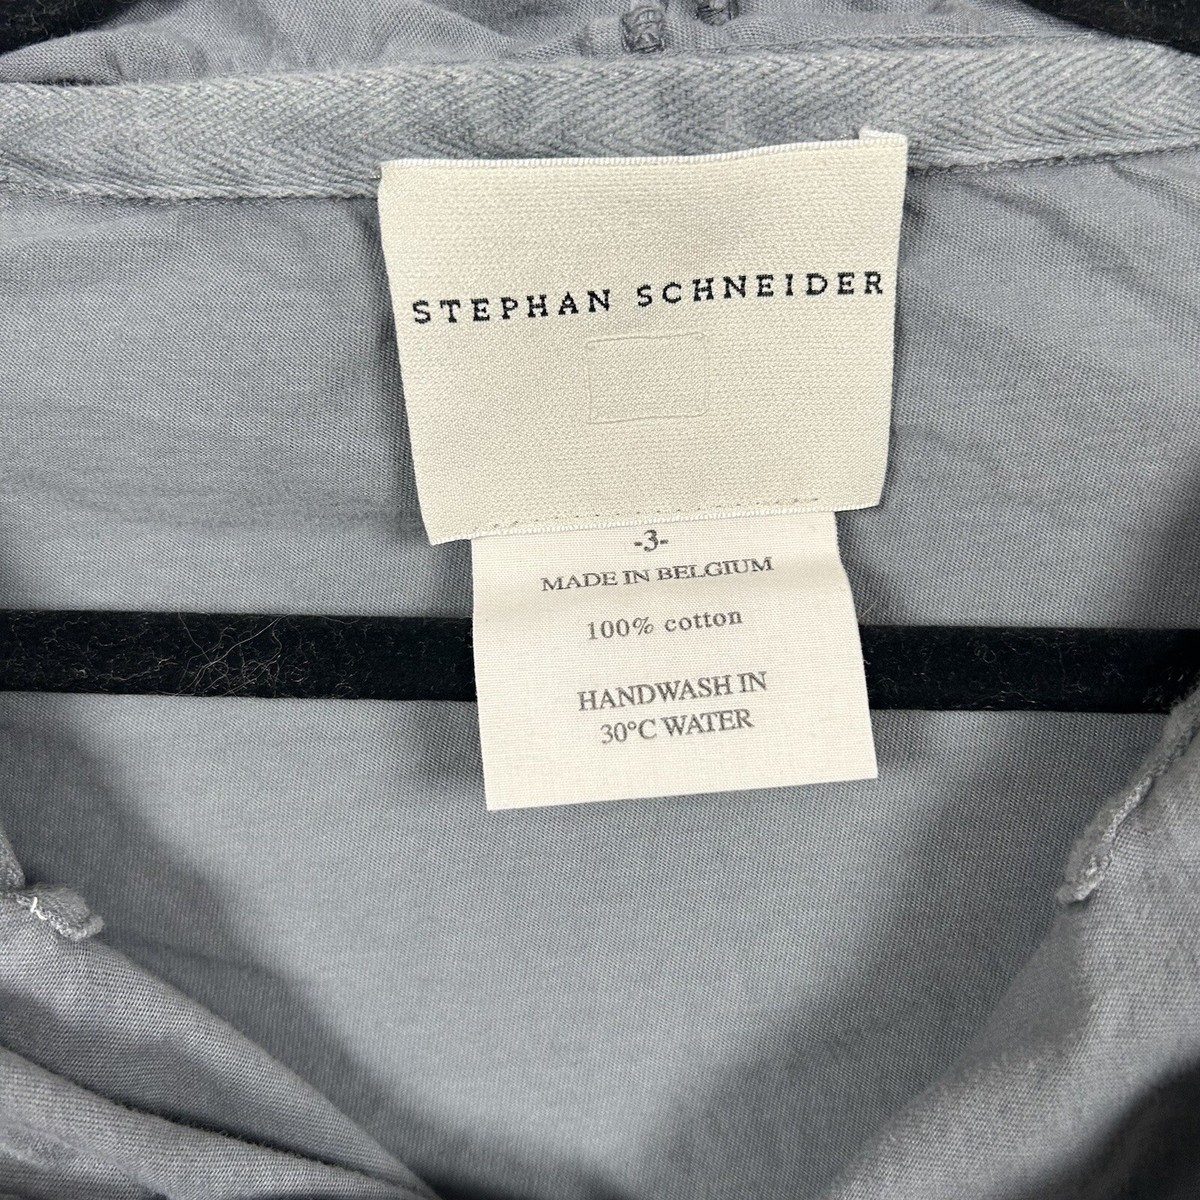 STEPHAN SCHNEIDER
-3-
MADE IN BELGIUM
100% cotton
HANDWASH IN
30°C WATER